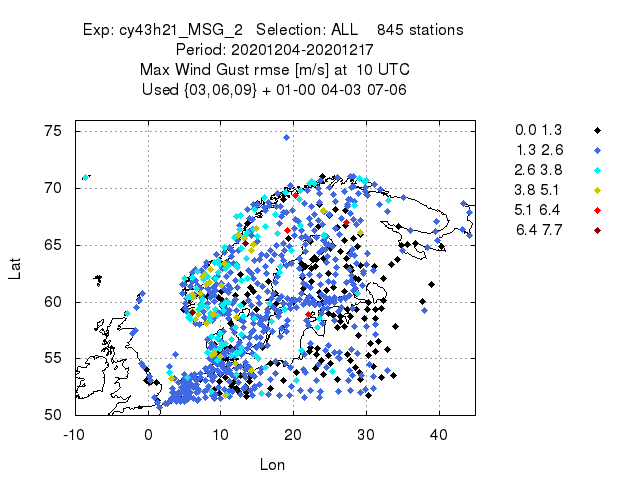 Exp: cy43h21_MSG_2   Selection: ALL    845 stations
Period: 20201204-20201217
Max Wind Gust rmse [m/s] at  10 UTC
Used {03,06,09} + 01-00 04-03 07-06
75
70
65
60
55
50
Lat
-10 0 10 20 30 40
Lon
0.0 1.3
1.3 2.6
2.6 3.8
3.8 5.1
5.1 6.4
6.4 7.7